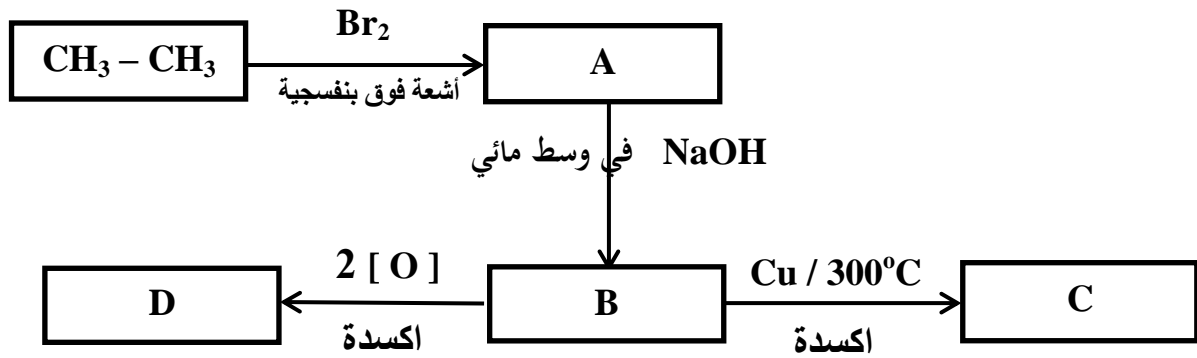 CH₃ – CH₃
Br₂
أشعة فوق بنفسجية
A
في وسط مائي NaOH
D
2 [ O ]
اكسدة
B
Cu / 300°C
اكسدة
C